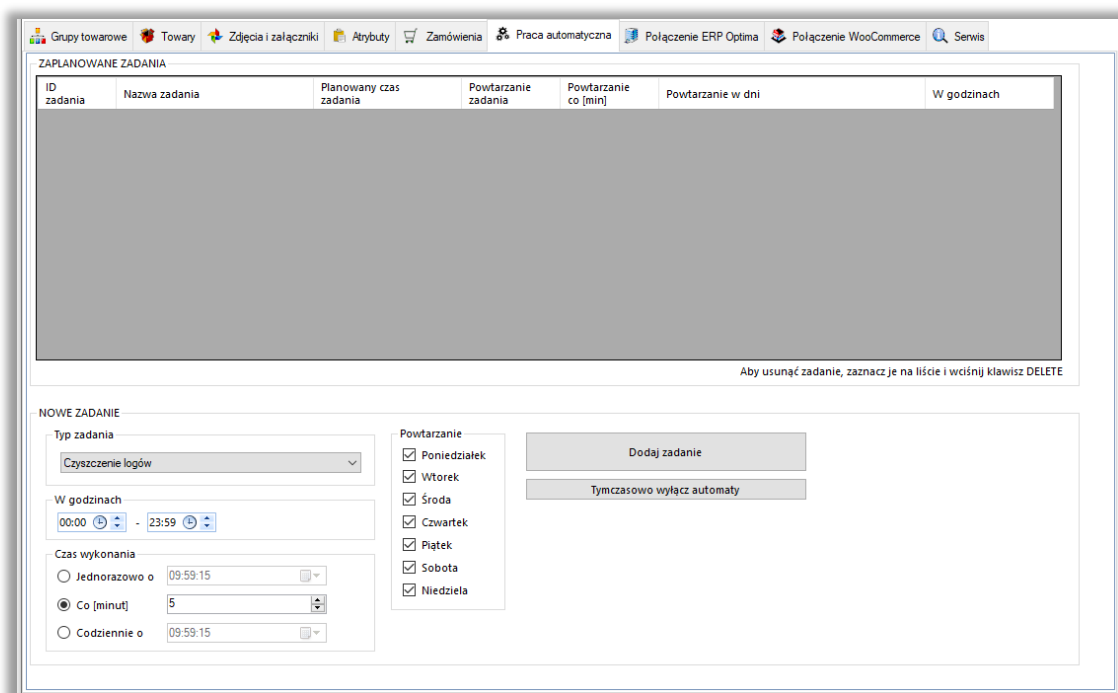 Grupy towarowe Towary Zdjęcia i załączniki Atrybuty Zamówienia Praca automatyczna Połączenie ERP Optima Połączenie WooCommerce Serwis
ZAPLANOWANE ZADANIA
ID zadania Nazwa zadania Planowany czas zadania Powtarzanie zadania Powtarzanie co [min] Powtarzanie w dni W godzinach
Aby usunąć zadanie, zaznacz je na liście i wciśnij klawisz DELETE
NOWE ZADANIE
Typ zadania
Czyszczenie logów
W godzinach
00:00 - 23:59
Czas wykonania
Jednorazowo o 09:59:15
Co [minut] 5
Codziennie o 09:59:15
Powtarzanie
Poniedziałek
Wtorek
Środa
Czwartek
Piątek
Sobota
Niedziela
Dodaj zadanie
Tymczasowo wyłącz automaty